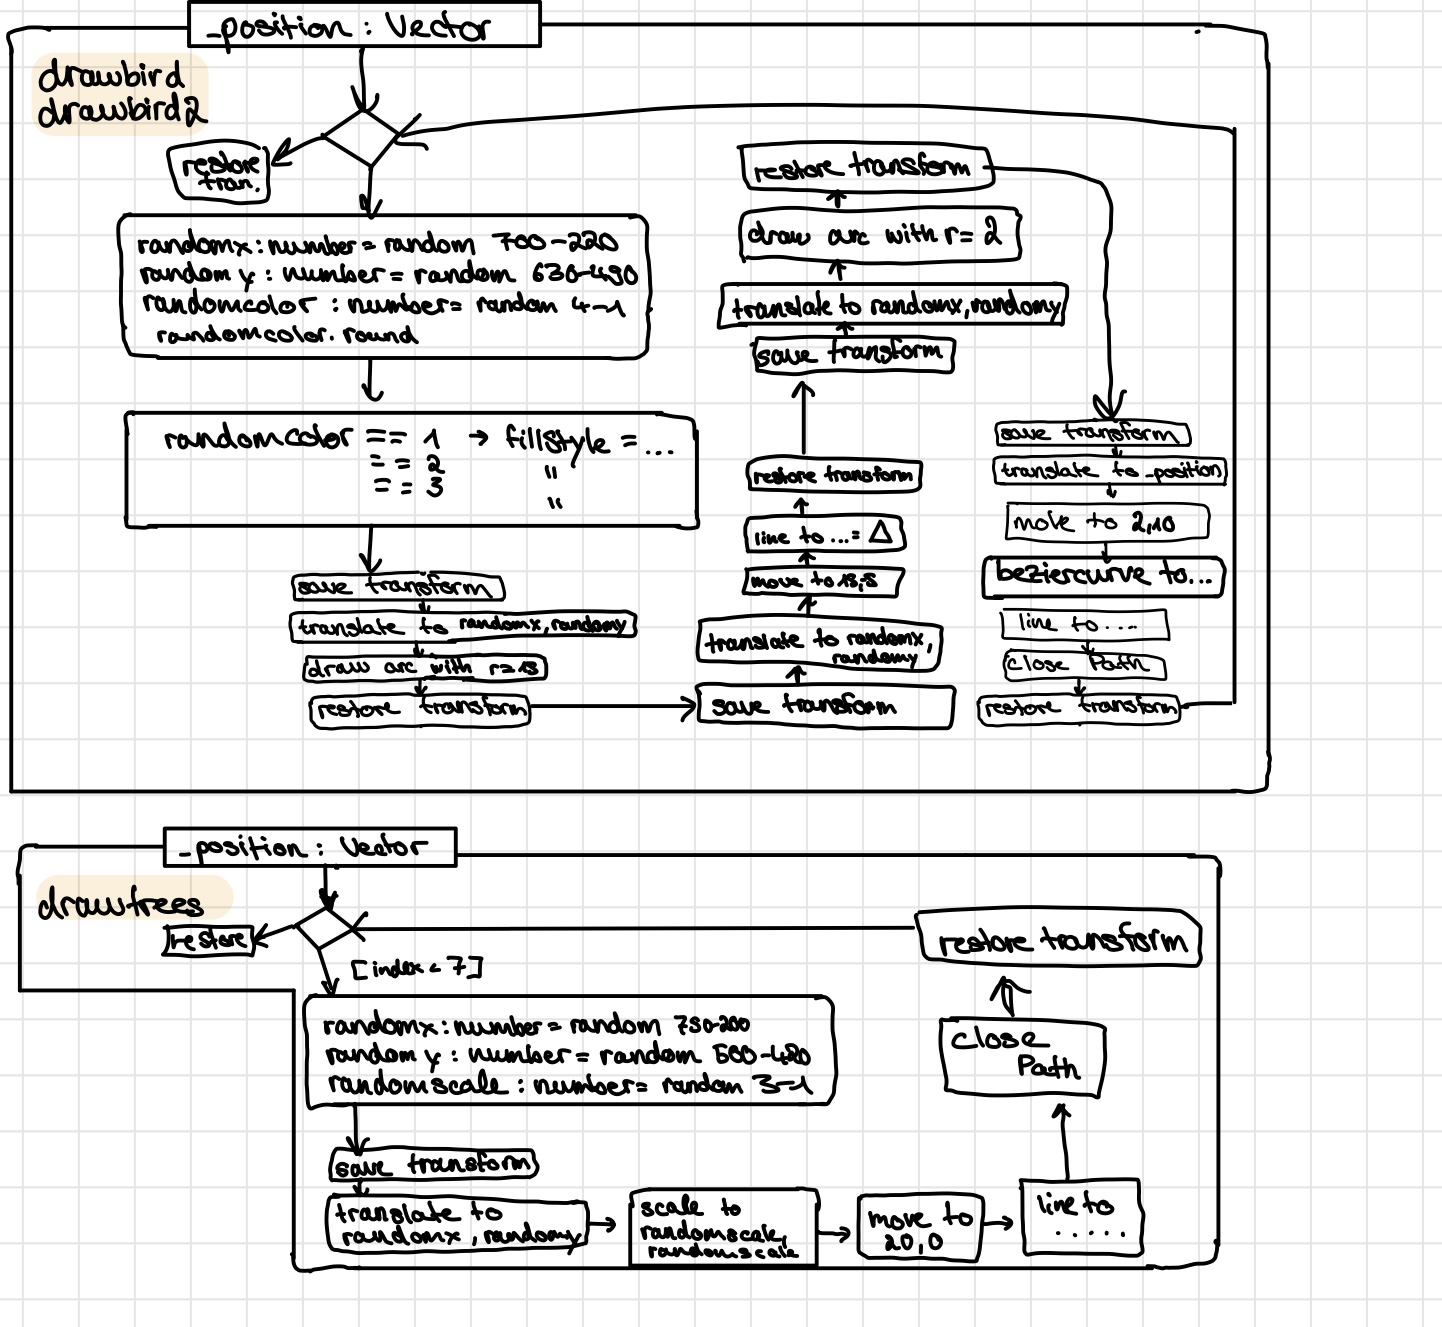 _position : Vector
drawbird
drawbird2
restore
tran.
randomx : number = random 700-220
random y : number = random 630-490
randomcolor : number = random 4-1
randomcolor. round
randomcolor == 1 → fillstyle = ...
== 2 "
== 3 "
save transform
translate to randomx, randomy
draw arc with r=15
restore transform
save transform
translate to randomx,
randomy
move to 15,-5
line to ... = △
restore transform
save transform
translate to randomx, randomy
draw arc with r= 2
restore transform
save transform
translate to _position
move to 2,10
beziercurve to...
line to ....
close Path
restore transform
_position : Vector
drawtrees
restore
[index < 7]
randomx : number = random 750-200
random y : number = random 500-480
randomscale : number = random 3-1
save transform
translate to
randomx, randomy
scale to
randomscale,
randomscale
move to
20,0
line to
.....
close
Path
restore transform